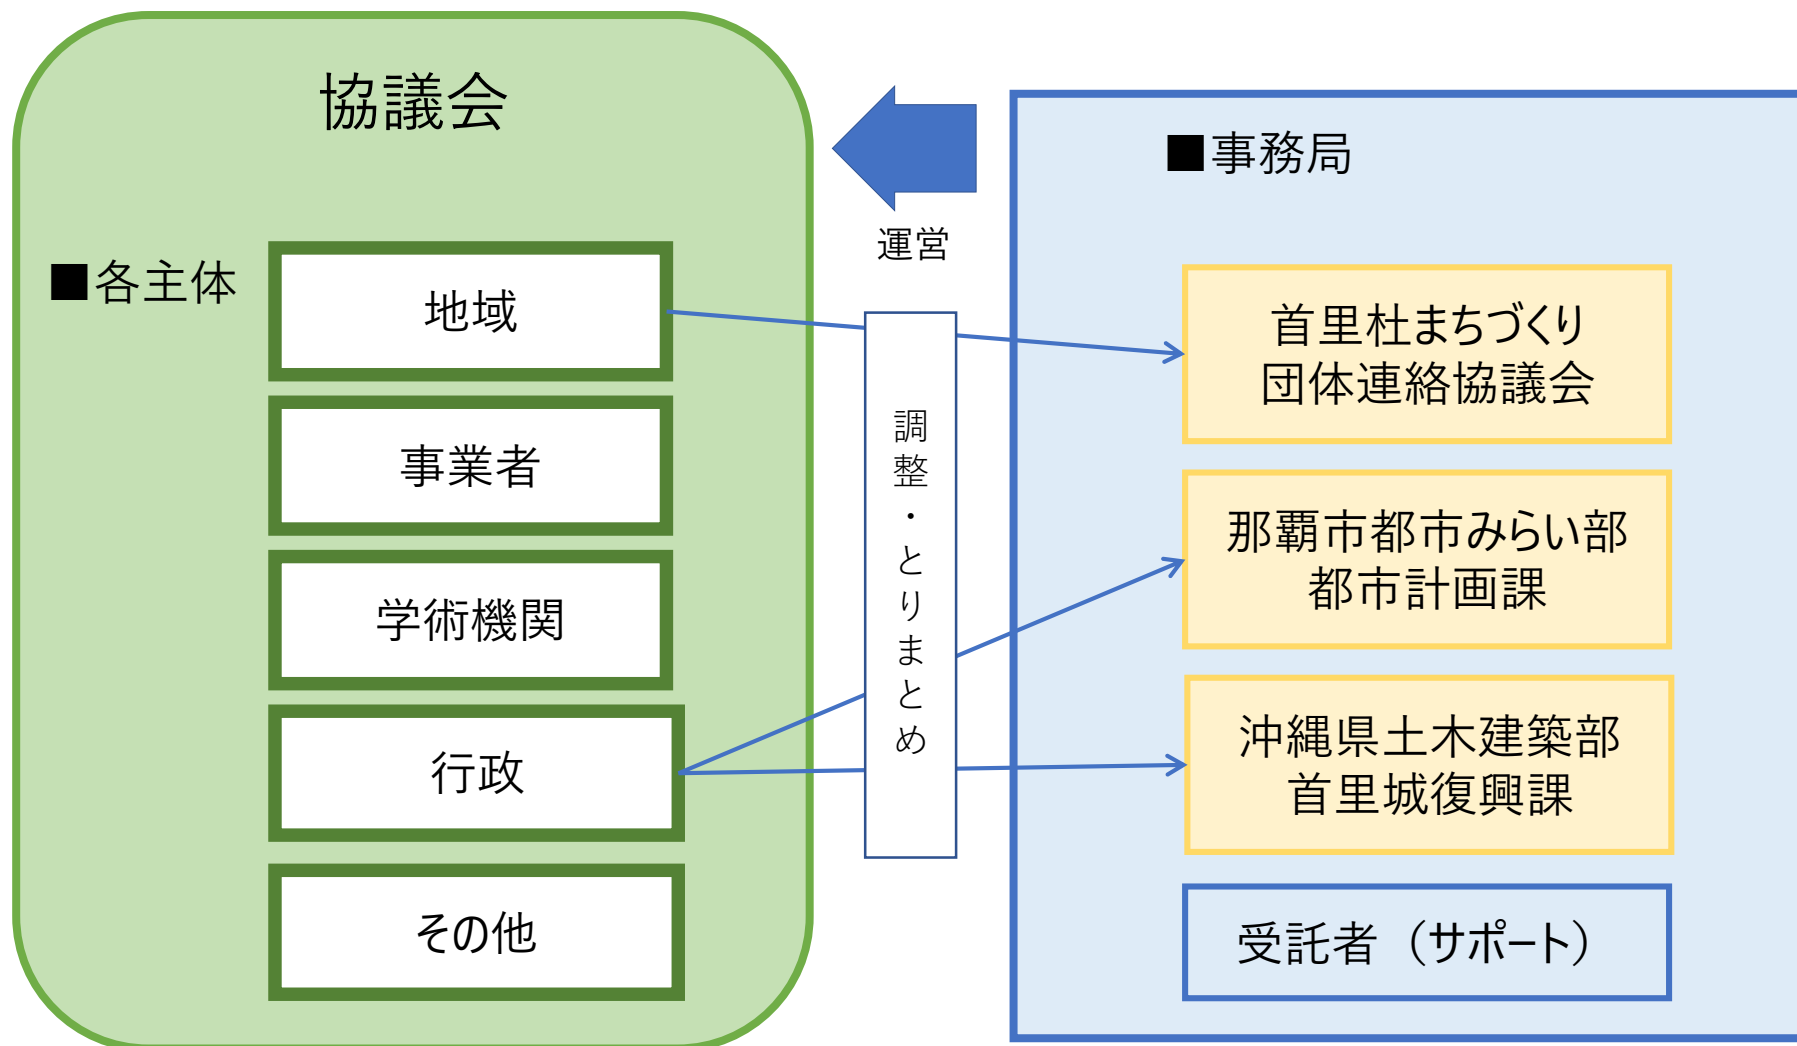 協議会
■各主体
地域
事業者
学術機関
行政
その他
運営
調整・とりまとめ
■事務局
首里杜まちづくり
団体連絡協議会
那覇市都市みらい部
都市計画課
沖縄県土木建築部
首里城復興課
受託者（サポート）